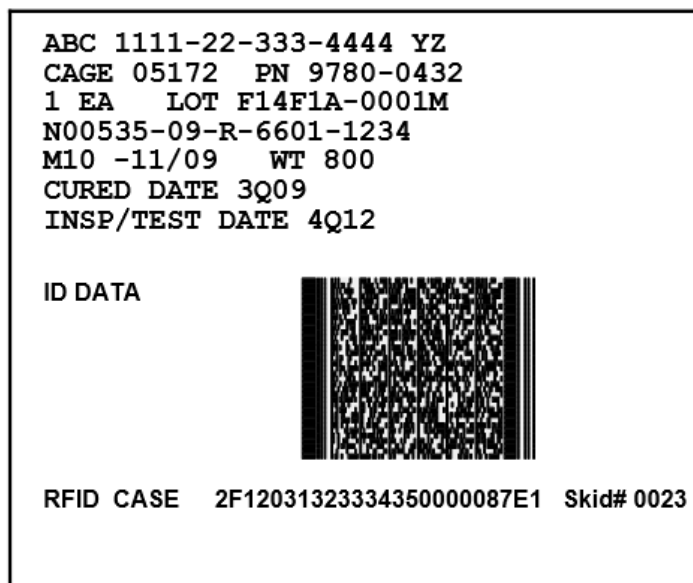 ABC 1111-22-333-4444 YZ
CAGE 05172 PN 9780-0432
1 EA LOT F14F1A-0001M
N00535-09-R-6601-1234
M10 -11/09 WT 800
CURED DATE 3Q09
INSP/TEST DATE 4Q12
ID DATA
RFID CASE 2F12031323334350000087E1 Skid# 0023